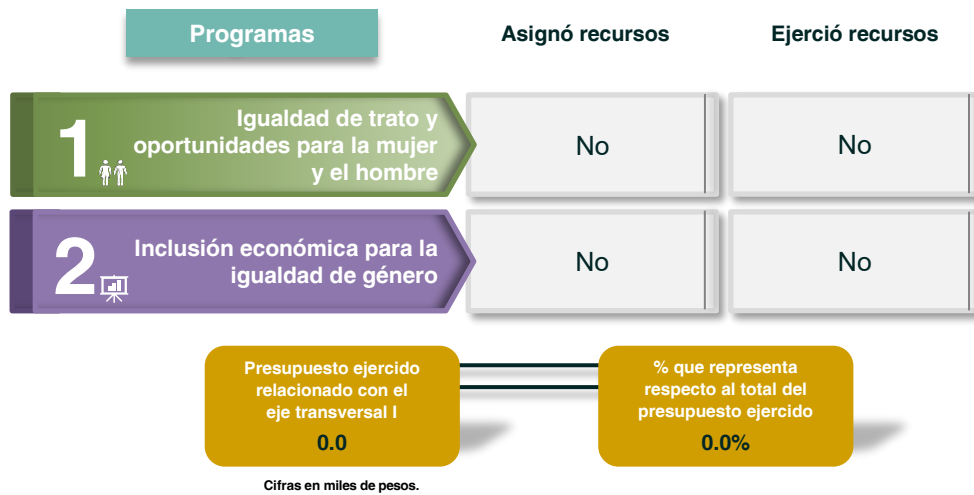 Programas
Asignó recursos
Ejerció recursos
1
Igualdad de trato y
oportunidades para la mujer
y el hombre
No
No
2
Inclusión económica para la
igualdad de género
No
No
Presupuesto ejercido
relacionado con el
eje transversal I
0.0
% que representa
respecto al total del
presupuesto ejercido
0.0%
Cifras en miles de pesos.